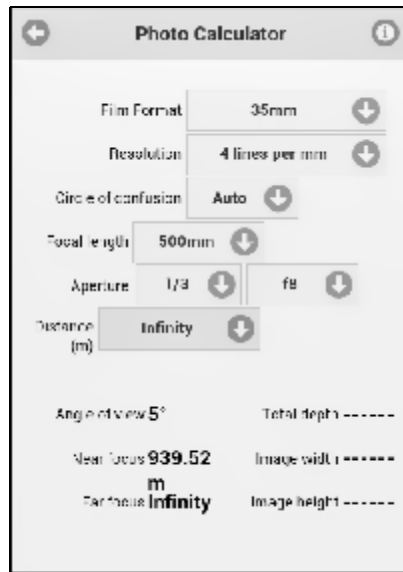 Photo Calculator
Film Format 35mm
Resolution 4 lines per mm
Circle of confusion Auto
Focal length 500mm
Aperture 1/3 f8
Distance (m) Infinity
Angle of view 5° Total depth ------
Near focus 939.52 m Image width ------
Far focus Infinity Image height ------